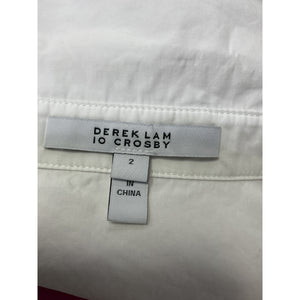 DEREK LAM
10 CROSBY
2
IN
CHINA